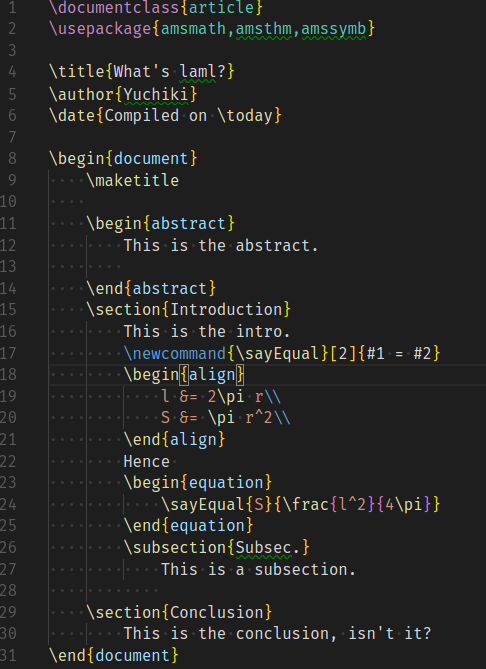 1 \documentclass{article}
2 \usepackage{amsmath,amsthm,amssymb}
3
4 \title{What's laml?}
5 \author{Yuchiki}
6 \date{Compiled on \today}
7
8 \begin{document}
9     \maketitle
10
11     \begin{abstract}
12         This is the abstract.
13
14     \end{abstract}
15     \section{Introduction}
16         This is the intro.
17         \newcommand{\sayEqual}[2]{#1 = #2}
18         \begin{align}
19             l &= 2\pi r\\
20             S &= \pi r^2\\
21         \end{align}
22         Hence
23         \begin{equation}
24             \sayEqual{S}{\frac{l^2}{4\pi}}
25         \end{equation}
26         \subsection{Subsec.}
27             This is a subsection.
28
29     \section{Conclusion}
30         This is the conclusion, isn't it?
31 \end{document}